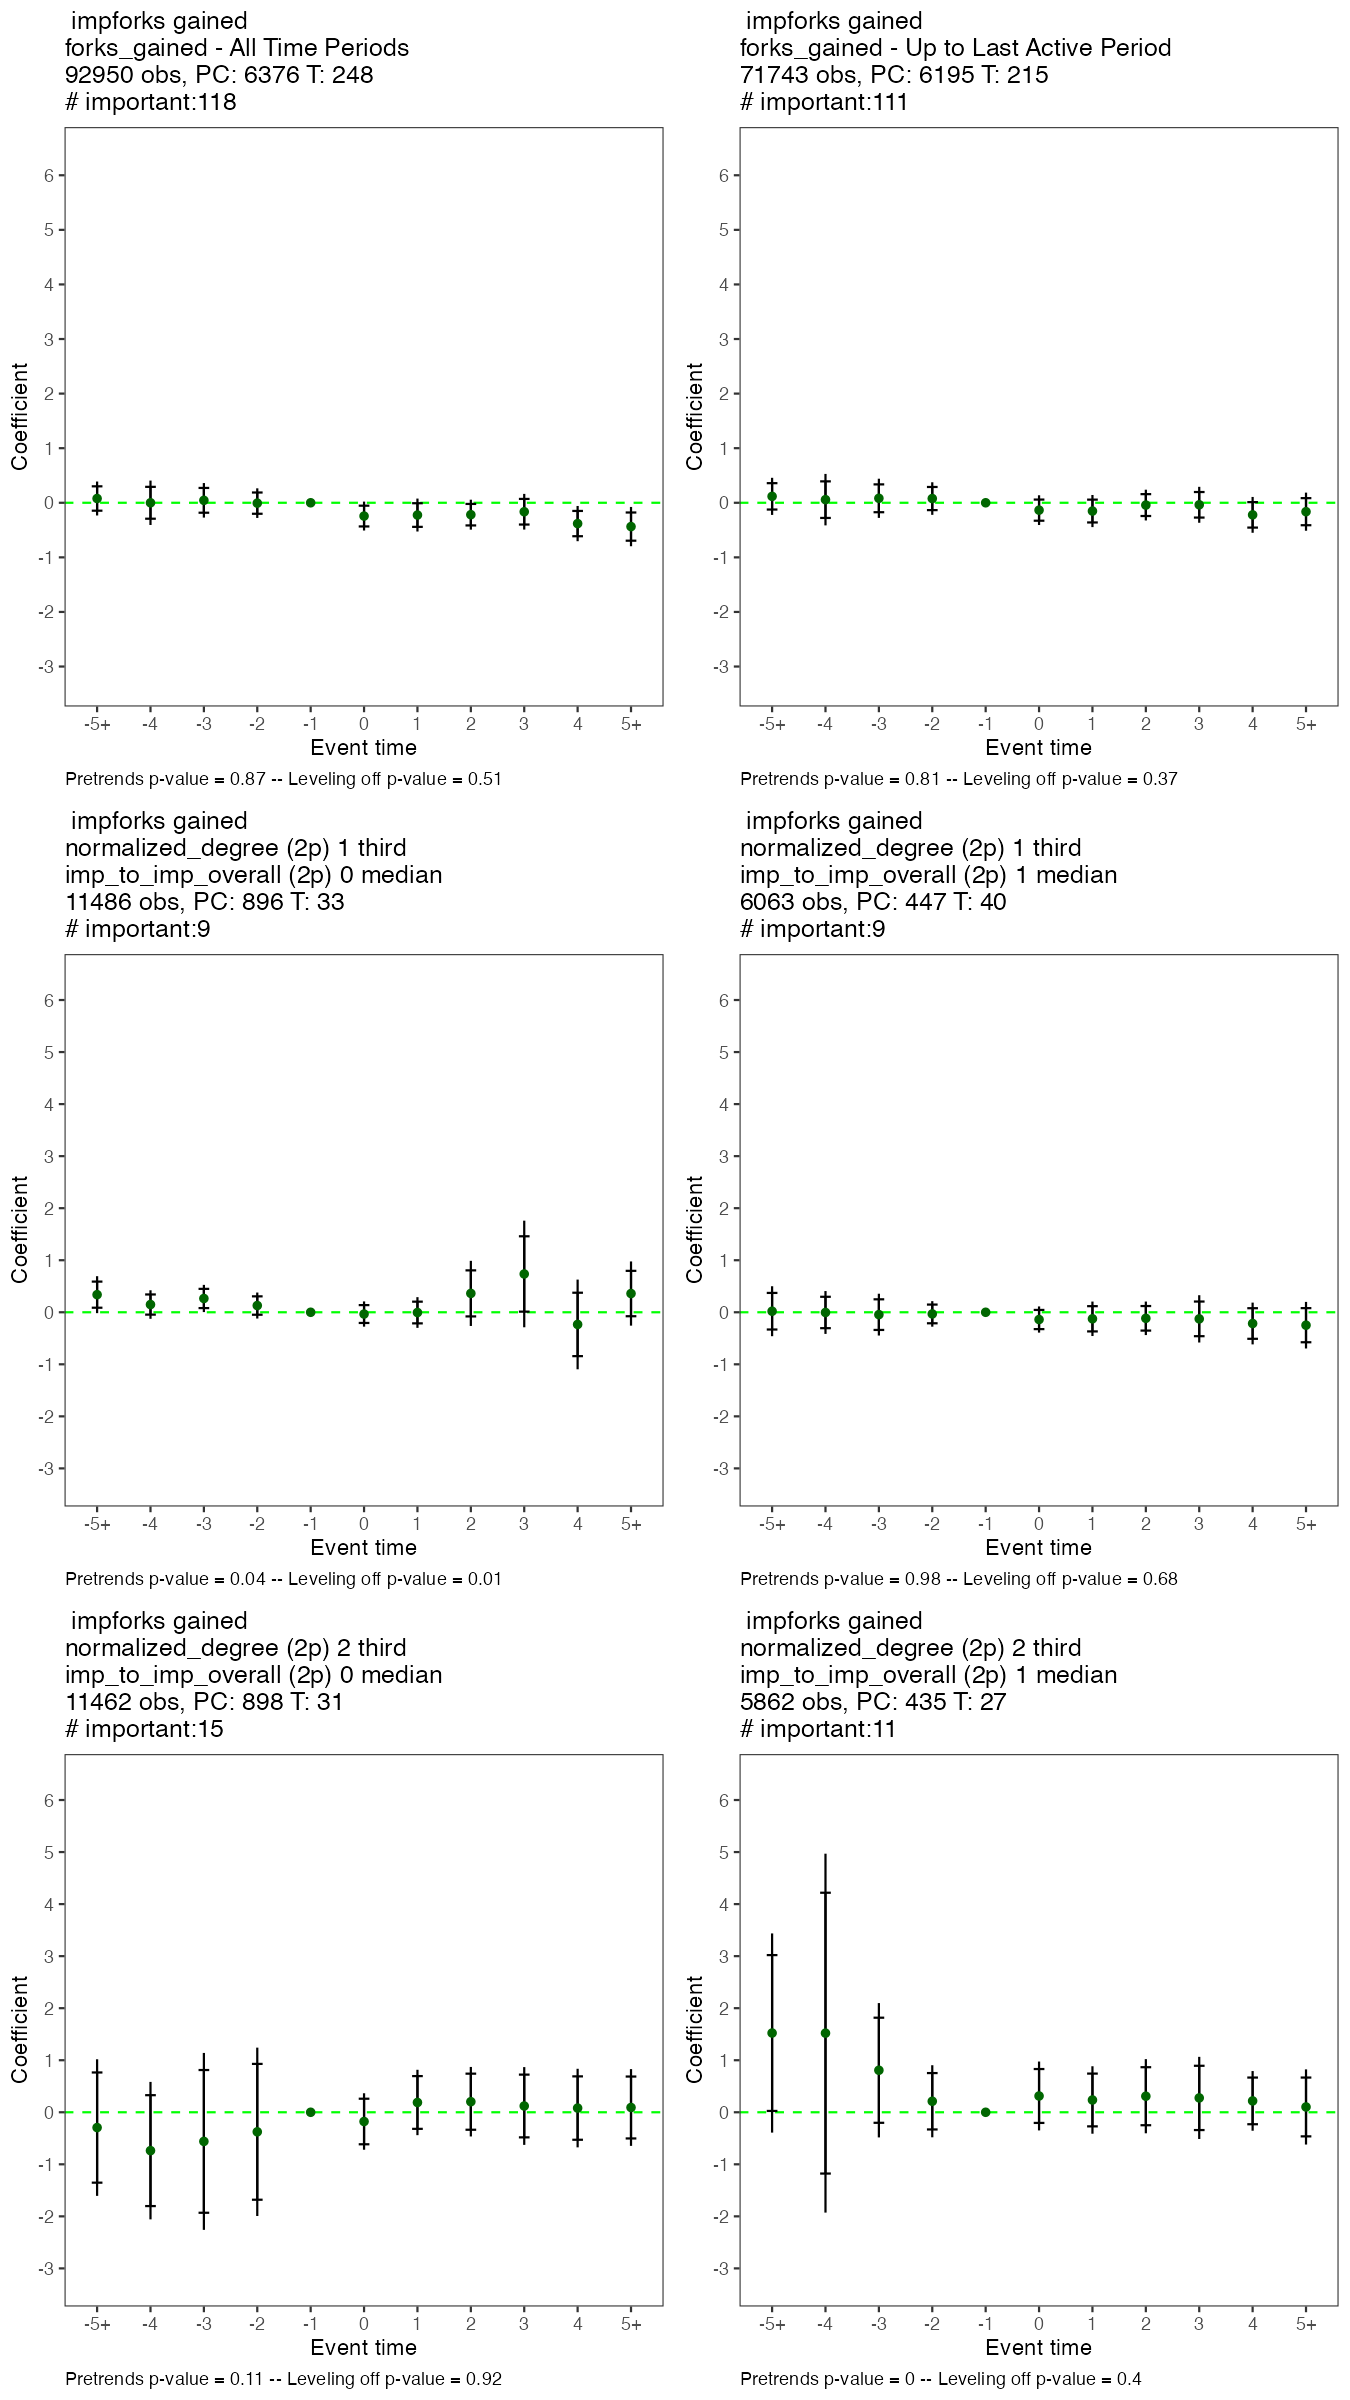 impforks gained
forks_gained - All Time Periods
92950 obs, PC: 6376 T: 248
# important:118
6
5
4
3
2
1
0
-1
-2
-3
Coefficient
-5+ -4 -3 -2 -1 0 1 2 3 4 5+
Event time
Pretrends p-value = 0.87 -- Leveling off p-value = 0.51
impforks gained
forks_gained - Up to Last Active Period
71743 obs, PC: 6195 T: 215
# important:111
6
5
4
3
2
1
0
-1
-2
-3
Coefficient
-5+ -4 -3 -2 -1 0 1 2 3 4 5+
Event time
Pretrends p-value = 0.81 -- Leveling off p-value = 0.37
impforks gained
normalized_degree (2p) 1 third
imp_to_imp_overall (2p) 0 median
11486 obs, PC: 896 T: 33
# important:9
6
5
4
3
2
1
0
-1
-2
-3
Coefficient
-5+ -4 -3 -2 -1 0 1 2 3 4 5+
Event time
Pretrends p-value = 0.04 -- Leveling off p-value = 0.01
impforks gained
normalized_degree (2p) 1 third
imp_to_imp_overall (2p) 1 median
6063 obs, PC: 447 T: 40
# important:9
6
5
4
3
2
1
0
-1
-2
-3
Coefficient
-5+ -4 -3 -2 -1 0 1 2 3 4 5+
Event time
Pretrends p-value = 0.98 -- Leveling off p-value = 0.68
impforks gained
normalized_degree (2p) 2 third
imp_to_imp_overall (2p) 0 median
11462 obs, PC: 898 T: 31
# important:15
6
5
4
3
2
1
0
-1
-2
-3
Coefficient
-5+ -4 -3 -2 -1 0 1 2 3 4 5+
Event time
Pretrends p-value = 0.11 -- Leveling off p-value = 0.92
impforks gained
normalized_degree (2p) 2 third
imp_to_imp_overall (2p) 1 median
5862 obs, PC: 435 T: 27
# important:11
6
5
4
3
2
1
0
-1
-2
-3
Coefficient
-5+ -4 -3 -2 -1 0 1 2 3 4 5+
Event time
Pretrends p-value = 0 -- Leveling off p-value = 0.4